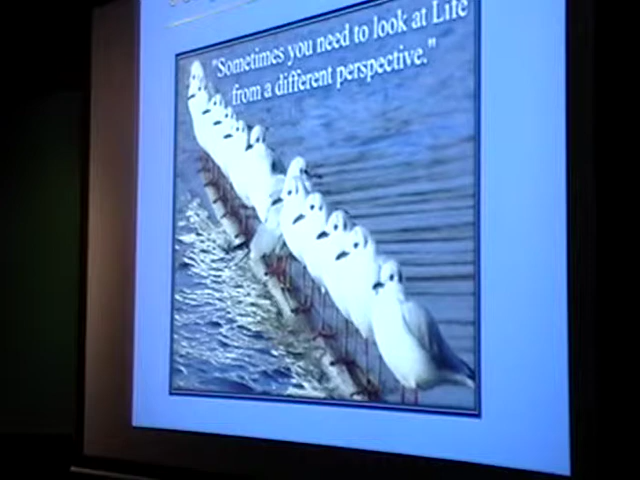 "Sometimes you need to look at Life
from a different perspective."